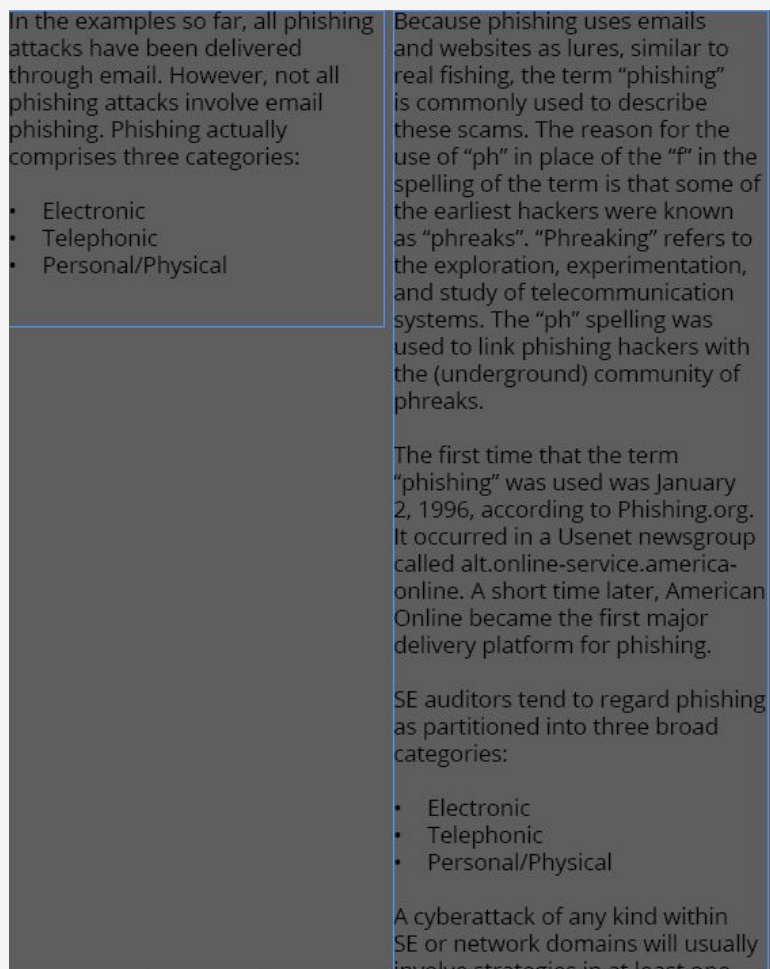 In the examples so far, all phishing
attacks have been delivered
through email. However, not all
phishing attacks involve email
phishing. Phishing actually
comprises three categories:
• Electronic
• Telephonic
• Personal/Physical
Because phishing uses emails
and websites as lures, similar to
real fishing, the term “phishing”
is commonly used to describe
these scams. The reason for the
use of “ph” in place of the “f” in the
spelling of the term is that some of
the earliest hackers were known
as “phreaks”. “Phreaking” refers to
the exploration, experimentation,
and study of telecommunication
systems. The “ph” spelling was
used to link phishing hackers with
the (underground) community of
phreaks.
The first time that the term
“phishing” was used was January
2, 1996, according to Phishing.org.
It occurred in a Usenet newsgroup
called alt.online-service.america-
online. A short time later, American
Online became the first major
delivery platform for phishing.
SE auditors tend to regard phishing
as partitioned into three broad
categories:
• Electronic
• Telephonic
• Personal/Physical
A cyberattack of any kind within
SE or network domains will usually
involve strategies in at least one